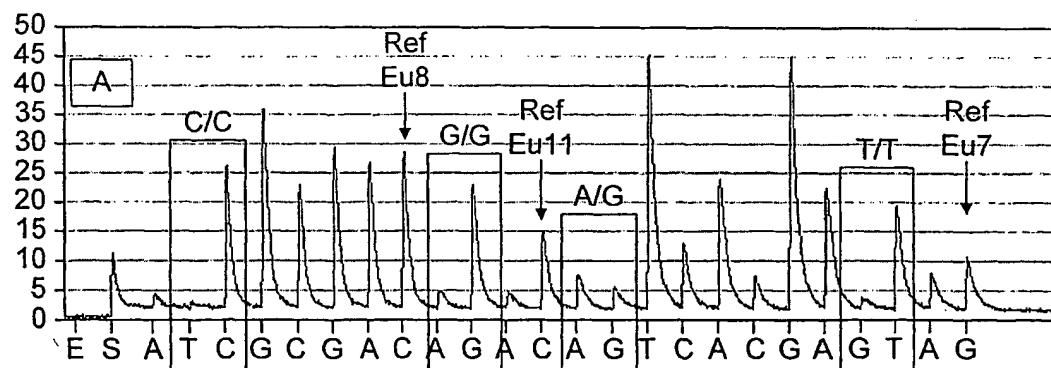 50
45
40
35
30
25
20
15
10
5
0
A
C/C
Ref
Eu8
G/G
Ref
Eu11
A/G
T/T
Ref
Eu7
E S A T C G C G A C A G A C A G T C A C G A G T A G